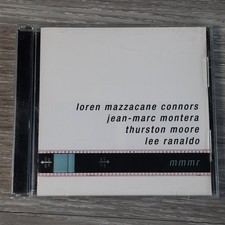 loren mazzacane connors
jean-marc montera
thurston moore
lee ranaldo
mmmr